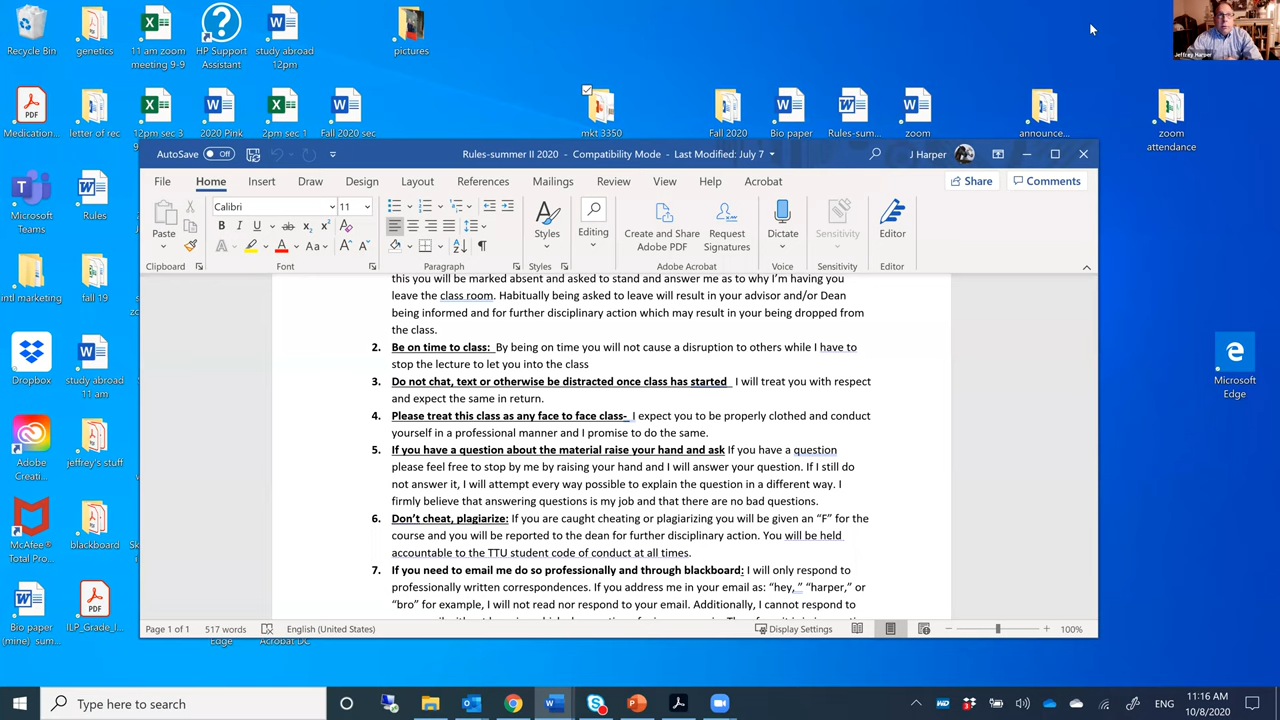 Recycle Bin
genetics
11 am zoom
meeting 9-9
HP Support
Assistant
study abroad
12pm
pictures
Jeffrey Harper
Medication...
letter of rec
12pm sec 3
2020 Pink
2pm sec 1
Fall 2020 sec
mkt 3350
Fall 2020
Bio paper
Rules-sum...
zoom
announce...
zoom
attendance
AutoSave
Off
Rules-summer II 2020 - Compatibility Mode - Last Modified: July 7
J Harper
File
Home
Insert
Draw
Design
Layout
References
Mailings
Review
View
Help
Acrobat
Share
Comments
Paste
Calibri
11
Styles
Editing
Create and Share
Adobe PDF
Request
Signatures
Dictate
Sensitivity
Editor
Clipboard
Font
Paragraph
Styles
Adobe Acrobat
Voice
Sensitivity
Editor
this you will be marked absent and asked to stand and answer me as to why I'm having you
leave the class room. Habitually being asked to leave will result in your advisor and/or Dean
being informed and for further disciplinary action which may result in your being dropped from
the class.
2. Be on time to class: By being on time you will not cause a disruption to others while I have to
stop the lecture to let you into the class
3. Do not chat, text or otherwise be distracted once class has started I will treat you with respect
and expect the same in return.
4. Please treat this class as any face to face class- I expect you to be properly clothed and conduct
yourself in a professional manner and I promise to do the same.
5. If you have a question about the material raise your hand and ask If you have a question
please feel free to stop by me by raising your hand and I will answer your question. If I still do
not answer it, I will attempt every way possible to explain the question in a different way. I
firmly believe that answering questions is my job and that there are no bad questions.
6. Don't cheat, plagiarize: If you are caught cheating or plagiarizing you will be given an “F” for the
course and you will be reported to the dean for further disciplinary action. You will be held
accountable to the TTU student code of conduct at all times.
7. If you need to email me do so professionally and through blackboard: I will only respond to
professionally written correspondences. If you address me in your email as: “hey,” “harper,” or
“bro” for example, I will not read nor respond to your email. Additionally, I cannot respond to
Page 1 of 1
517 words
English (United States)
Display Settings
100%
Microsoft
Teams
Rules
intl marketing
fall 19
Dropbox
study abroad
11 am
Adobe
Creati...
jeffrey's stuff
McAfee®
Total Pro...
blackboard
Bio paper
(mine) sum...
ILP_Grade_I...
Edge
Acrobat DC
Microsoft
Edge
Type here to search
ENG
11:16 AM
10/8/2020